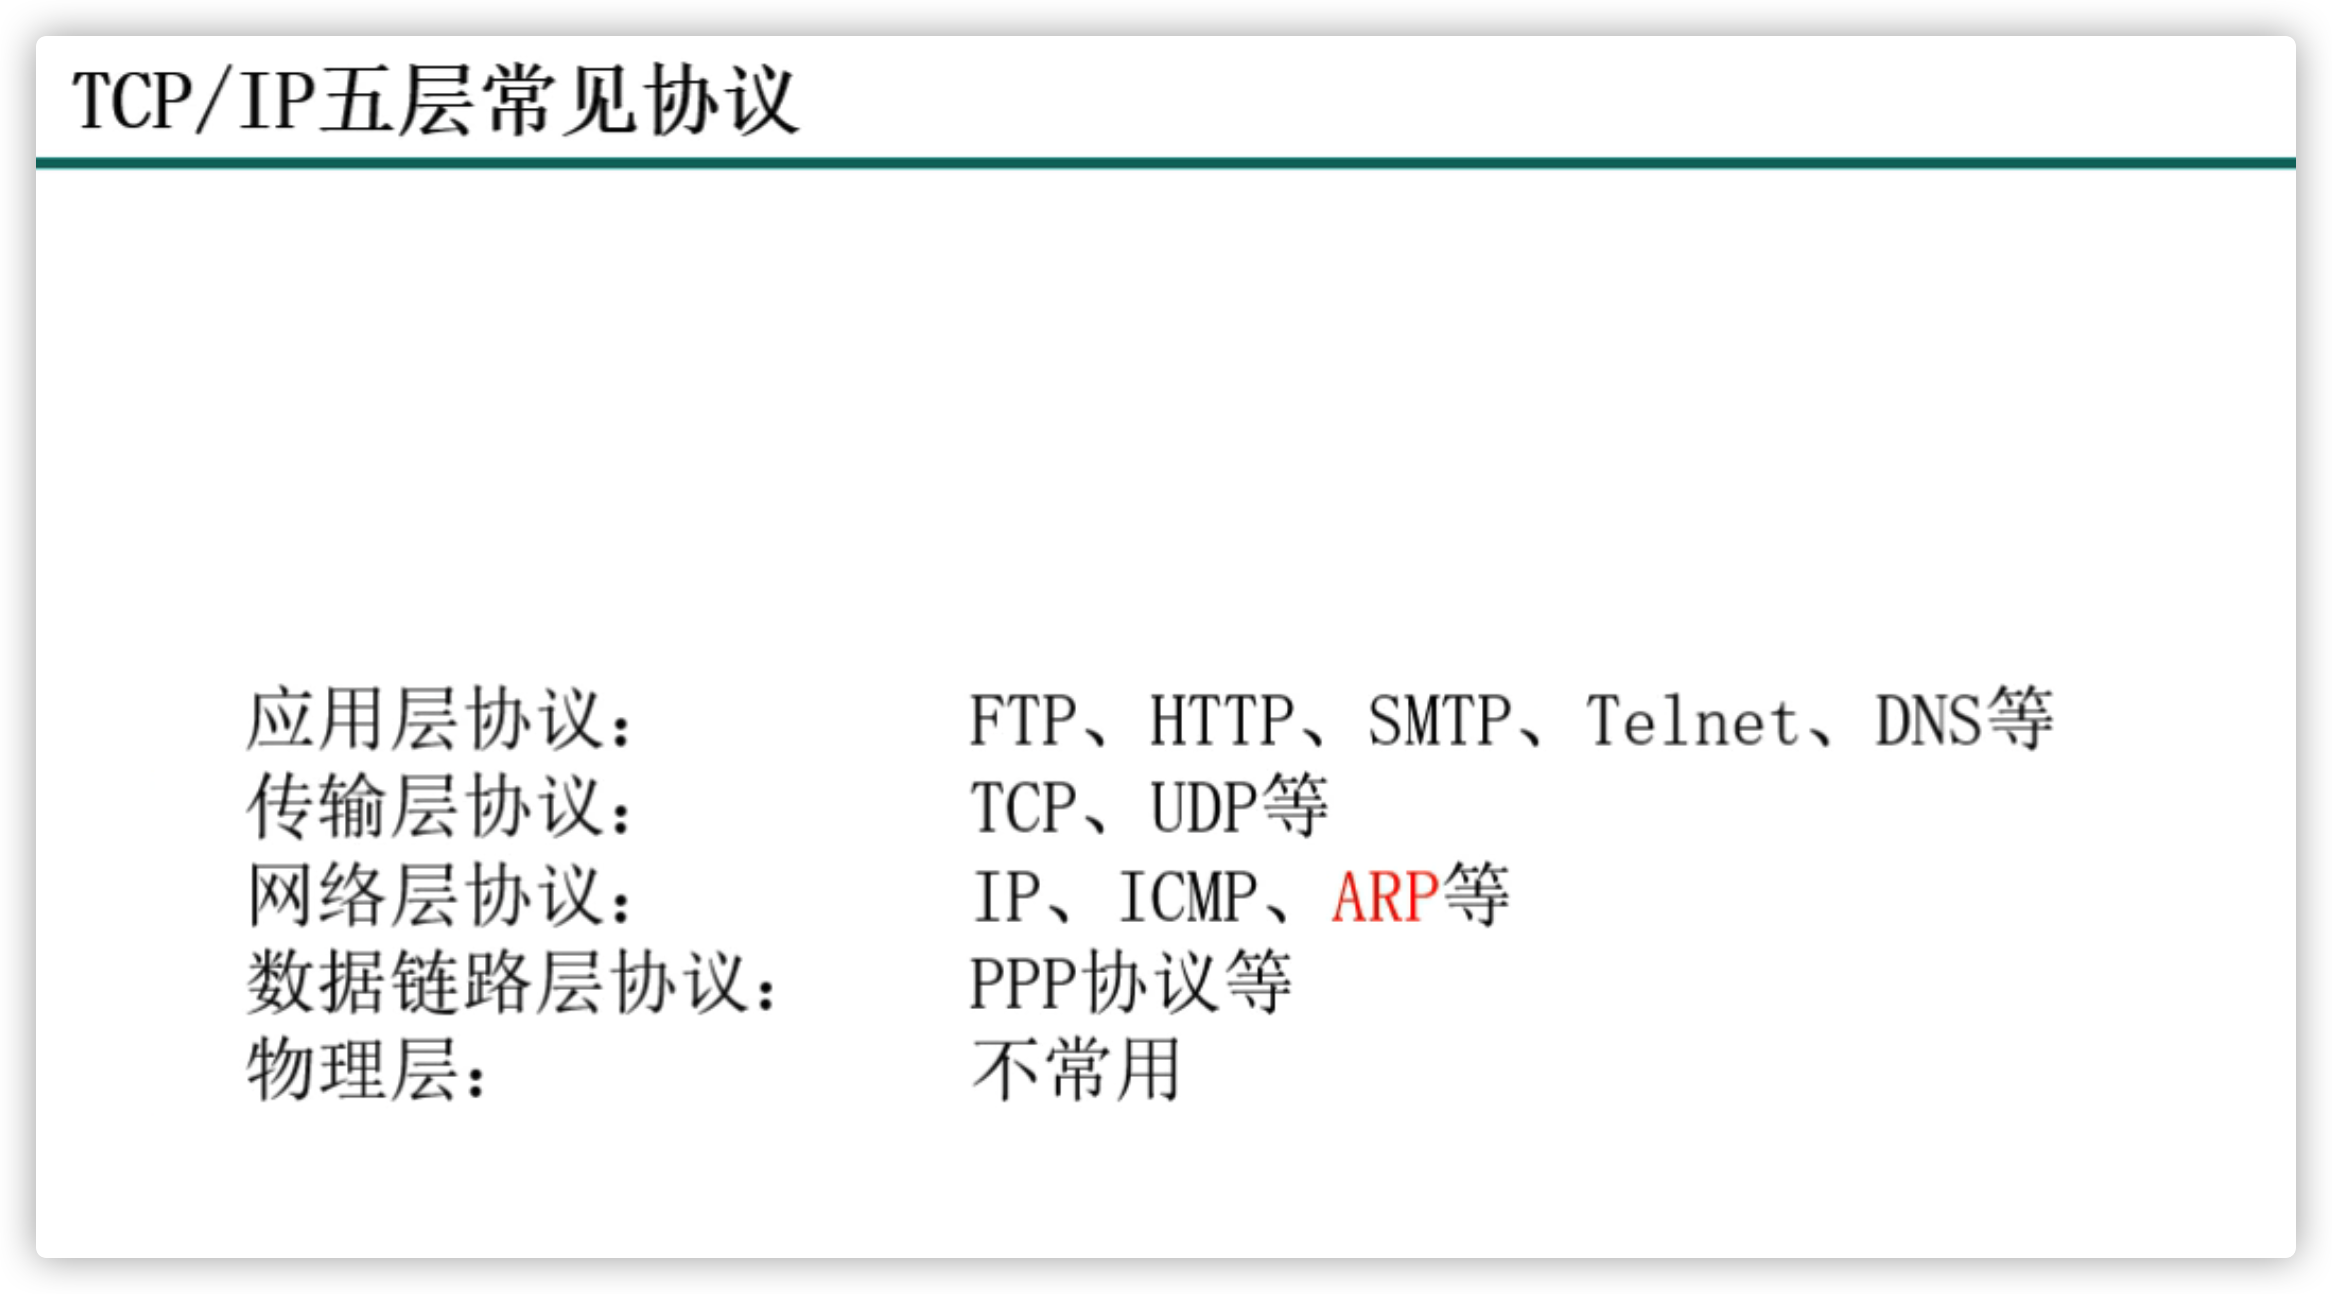 TCP/IP五层常见协议
应用层协议： FTP、HTTP、SMTP、Telnet、DNS等
传输层协议： TCP、UDP等
网络层协议： IP、ICMP、ARP等
数据链路层协议： PPP协议等
物理层： 不常用